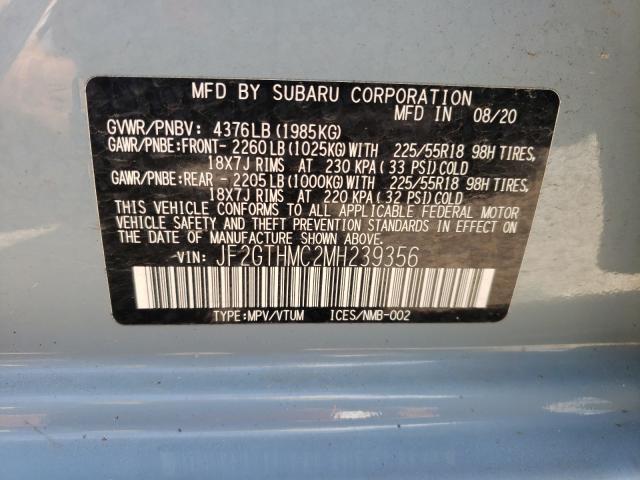 MFD BY SUBARU CORPORATION
MFD IN 08/20
GVWR/PNBV: 4376LB (1985KG)
GAWR/PNBE:FRONT- 2260LB (1025KG) WITH 225/55R18 98H TIRES,
18X7J RIMS AT 230 KPA ( 33 PSI) COLD
GAWR/PNBE:REAR - 2205LB (1000KG) WITH 225/55R18 98H TIRES,
18X7J RIMS AT 220 KPA ( 32 PSI) COLD
THIS VEHICLE CONFORMS TO ALL APPLICABLE FEDERAL MOTOR
VEHICLE SAFETY AND THEFT PREVENTION STANDARDS IN EFFECT ON
THE DATE OF MANUFACTURE SHOWN ABOVE.
VIN: JF2GTHMC2MH239356
TYPE:MPV/VTUM ICES/NMB-002